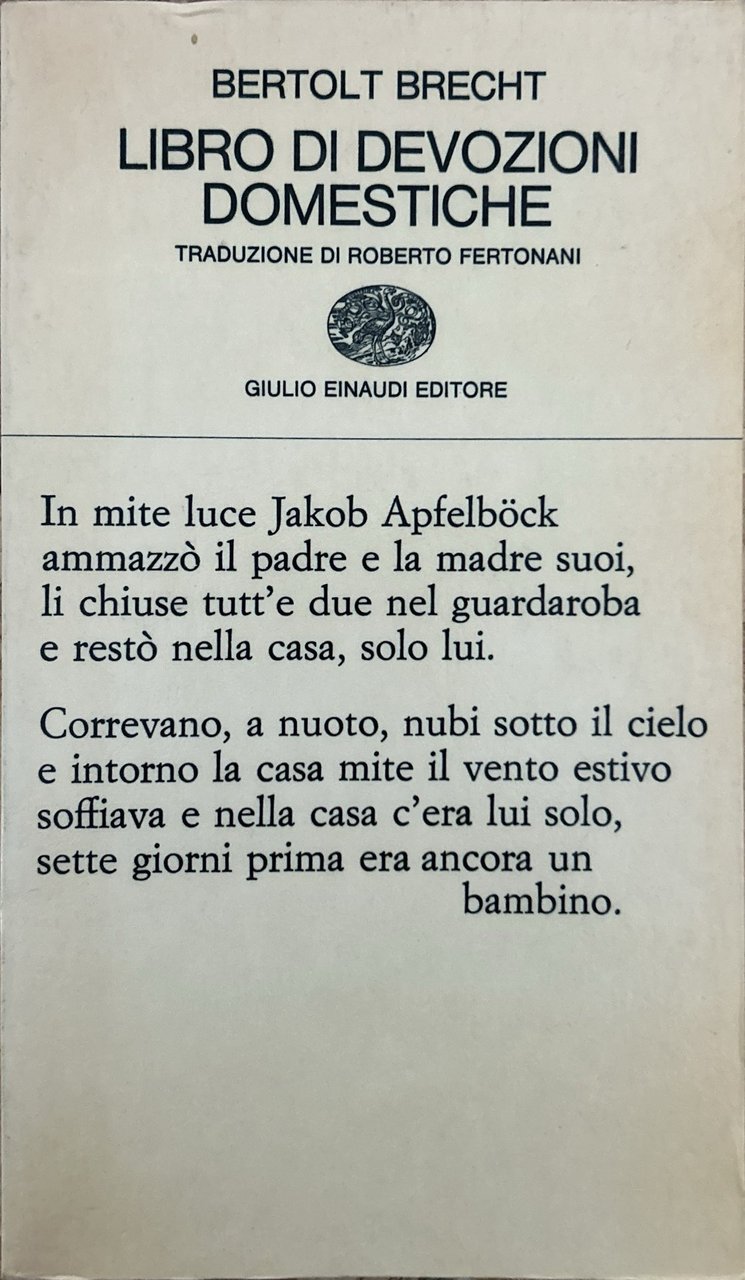 BERTOLT BRECHT
LIBRO DI DEVOZIONI
DOMESTICHE
TRADUZIONE DI ROBERTO FERTONANI
GIULIO EINAUDI EDITORE
In mite luce Jakob Apfelböck
ammazzò il padre e la madre suoi,
li chiuse tutt'e due nel guardaroba
e restò nella casa, solo lui.
Correvano, a nuoto, nubi sotto il cielo
e intorno la casa mite il vento estivo
soffiava e nella casa c'era lui solo,
sette giorni prima era ancora un
bambino.